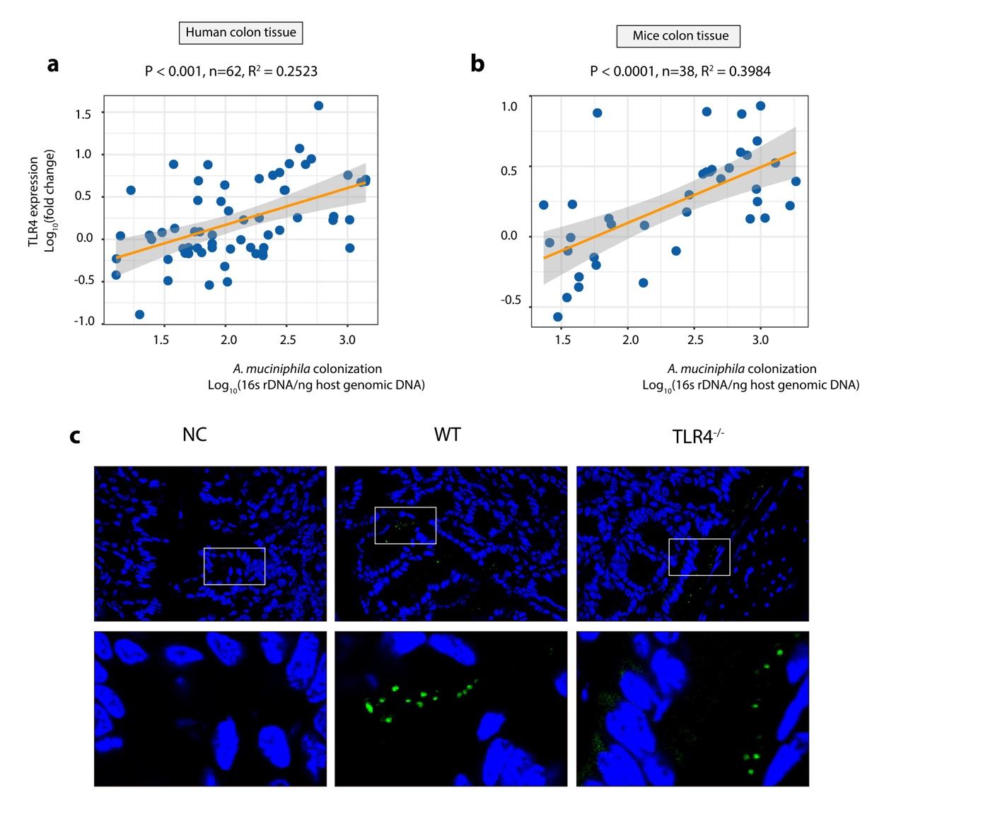 Human colon tissue
Mice colon tissue
a
b
P < 0.001, n=62, R² = 0.2523
P < 0.0001, n=38, R² = 0.3984
TLR4 expression
Log₁₀(fold change)
1.5
1.0
0.5
0.0
-0.5
-1.0
1.5
2.0
2.5
3.0
A. muciniphila colonization
Log₁₀(16s rDNA/ng host genomic DNA)
1.0
0.5
0.0
-0.5
1.5
2.0
2.5
3.0
A. muciniphila colonization
Log₁₀(16s rDNA/ng host genomic DNA)
c
NC
WT
TLR4⁻/⁻